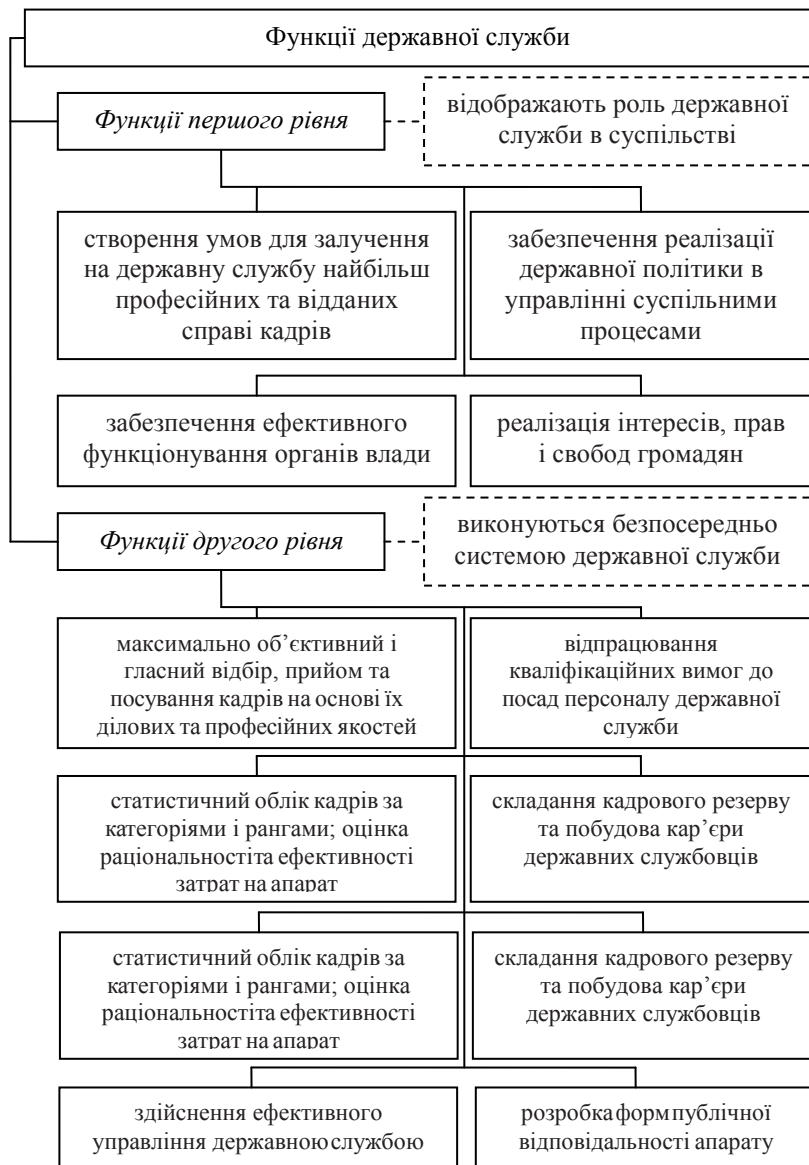 Функції державної служби
Функції першого рівня
відображають роль державної
служби в суспільстві
створення умов для залучення
на державну службу найбільш
професійних та відданих
справі кадрів
забезпечення реалізації
державної політики в
управлінні суспільними
процесами
забезпечення ефективного
функціонування органів влади
реалізація інтересів, прав
і свобод громадян
Функції другого рівня
виконуються безпосередньо
системою державної служби
максимально об’єктивний і
гласний відбір, прийом та
посування кадрів на основі їх
ділових та професійних якостей
відпрацювання
кваліфікаційних вимог до
посад персоналу державної
служби
статистичний облік кадрів за
категоріями і рангами; оцінка
раціональностіта ефективності
затрат на апарат
складання кадрового резерву
та побудова кар’єри
державних службовців
статистичний облік кадрів за
категоріями і рангами; оцінка
раціональностіта ефективності
затрат на апарат
складання кадрового резерву
та побудова кар’єри
державних службовців
здійснення ефективного
управління державною службою
розробка форм публічної
відповідальності апарату